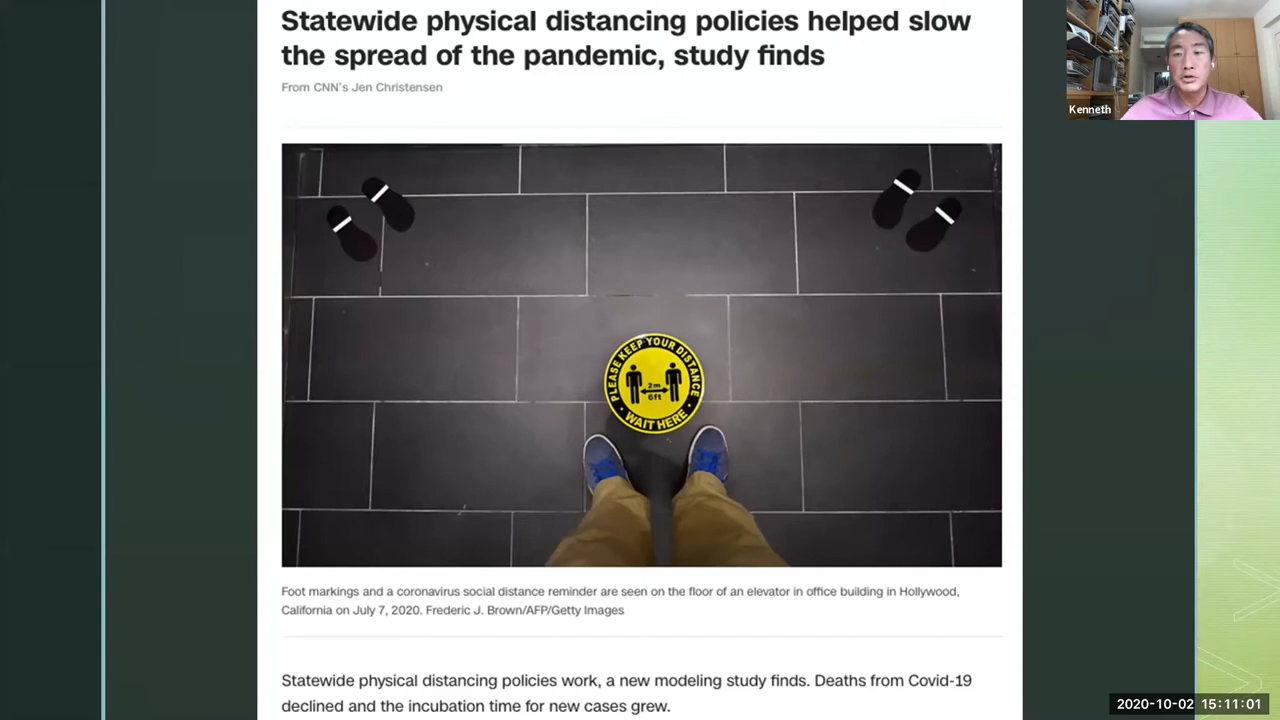 Statewide physical distancing policies helped slow
the spread of the pandemic, study finds
From CNN's Jen Christensen
Kenneth
PLEASE KEEP YOUR DISTANCE
2m
6ft
WAIT HERE
Foot markings and a coronavirus social distance reminder are seen on the floor of an elevator in office building in Hollywood,
California on July 7, 2020. Frederic J. Brown/AFP/Getty Images
Statewide physical distancing policies work, a new modeling study finds. Deaths from Covid-19
declined and the incubation time for new cases grew.
2020-10-02 15:11:01